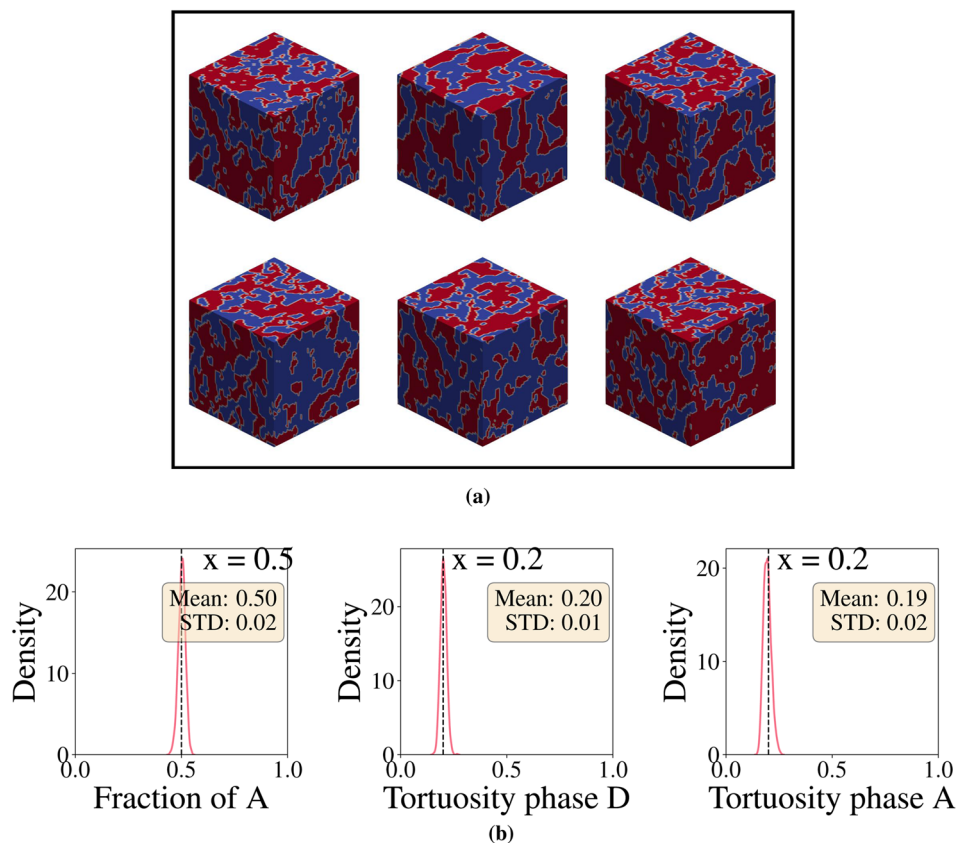 (a)
x = 0.5
Mean: 0.50
STD: 0.02
Density
20
10
0
0.0 0.5 1.0
Fraction of A
x = 0.2
Mean: 0.20
STD: 0.01
Density
20
10
0
0.0 0.5 1.0
Tortuosity phase D
x = 0.2
Mean: 0.19
STD: 0.02
Density
20
10
0
0.0 0.5 1.0
Tortuosity phase A
(b)